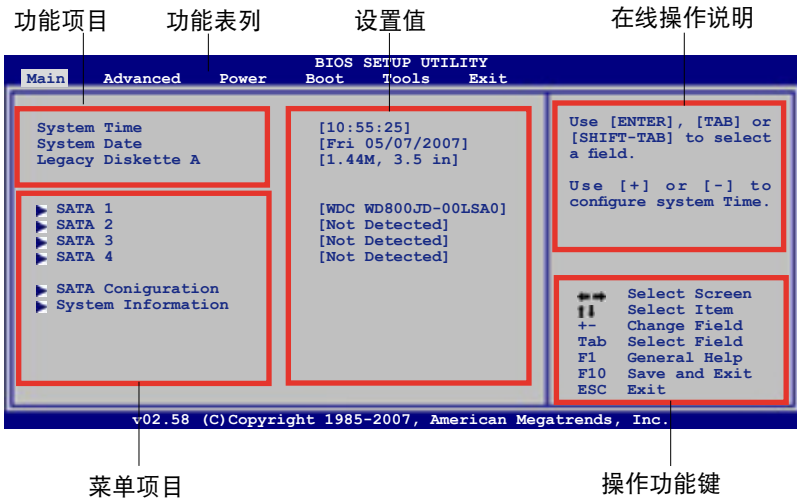 功能项目 功能表列 设置值 在线操作说明
BIOS SETUP UTILITY
Main Advanced Power Boot Tools Exit
System Time [10:55:25]
System Date [Fri 05/07/2007]
Legacy Diskette A [1.44M, 3.5 in]
SATA 1 [WDC WD800JD-00LSA0]
SATA 2 [Not Detected]
SATA 3 [Not Detected]
SATA 4 [Not Detected]
SATA Coniguration
System Information
Use [ENTER], [TAB] or
[SHIFT-TAB] to select
a field.
Use [+] or [-] to
configure system Time.
←→ Select Screen
↑↓ Select Item
+- Change Field
Tab Select Field
F1 General Help
F10 Save and Exit
ESC Exit
v02.58 (C)Copyright 1985-2007, American Megatrends, Inc.
菜单项目 操作功能键